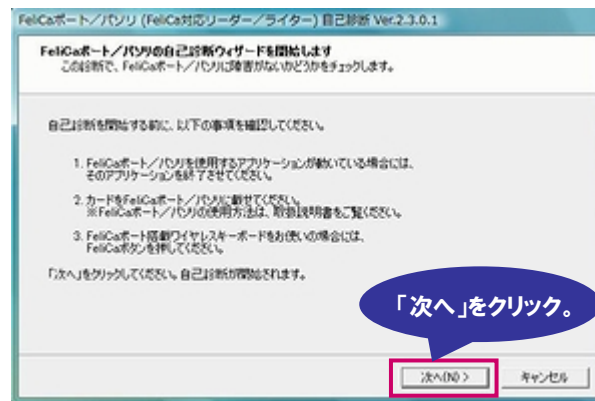 FeliCaポート／パソリ (FeliCa対応リーダー／ライター) 自己診断 Ver.2.3.0.1
FeliCaポート／パソリの自己診断ウィザードを開始します
この診断で、FeliCaポート／パソリに障害がないかどうかをチェックします。
自己診断を開始する前に、以下の事項を確認してください。
1. FeliCaポート／パソリを使用するアプリケーションが動いている場合には、
そのアプリケーションを終了させてください。
2. カードをFeliCaポート／パソリに載せてください。
※FeliCaポート／パソリの使用方法は、取扱説明書をご覧ください。
3. FeliCaポート搭載ワイヤレスキーボードをお使いの場合には、
FeliCaボタンを押してください。
「次へ」をクリックしてください。自己診断が開始されます。
「次へ」をクリック。
次へ(N) >
キャンセル